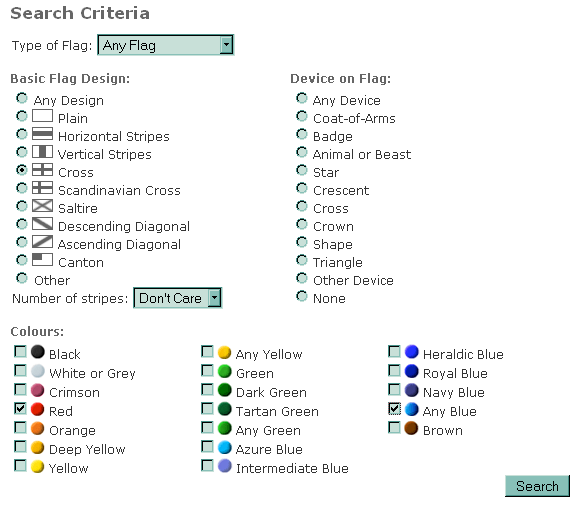 Search Criteria
Type of Flag: Any Flag
Basic Flag Design:
Any Design
Plain
Horizontal Stripes
Vertical Stripes
Cross
Scandinavian Cross
Saltire
Descending Diagonal
Ascending Diagonal
Canton
Other
Number of stripes: Don't Care
Device on Flag:
Any Device
Coat-of-Arms
Badge
Animal or Beast
Star
Crescent
Cross
Crown
Shape
Triangle
Other Device
None
Colours:
Black
White or Grey
Crimson
Red
Orange
Deep Yellow
Yellow
Any Yellow
Green
Dark Green
Tartan Green
Any Green
Azure Blue
Intermediate Blue
Heraldic Blue
Royal Blue
Navy Blue
Any Blue
Brown
Search